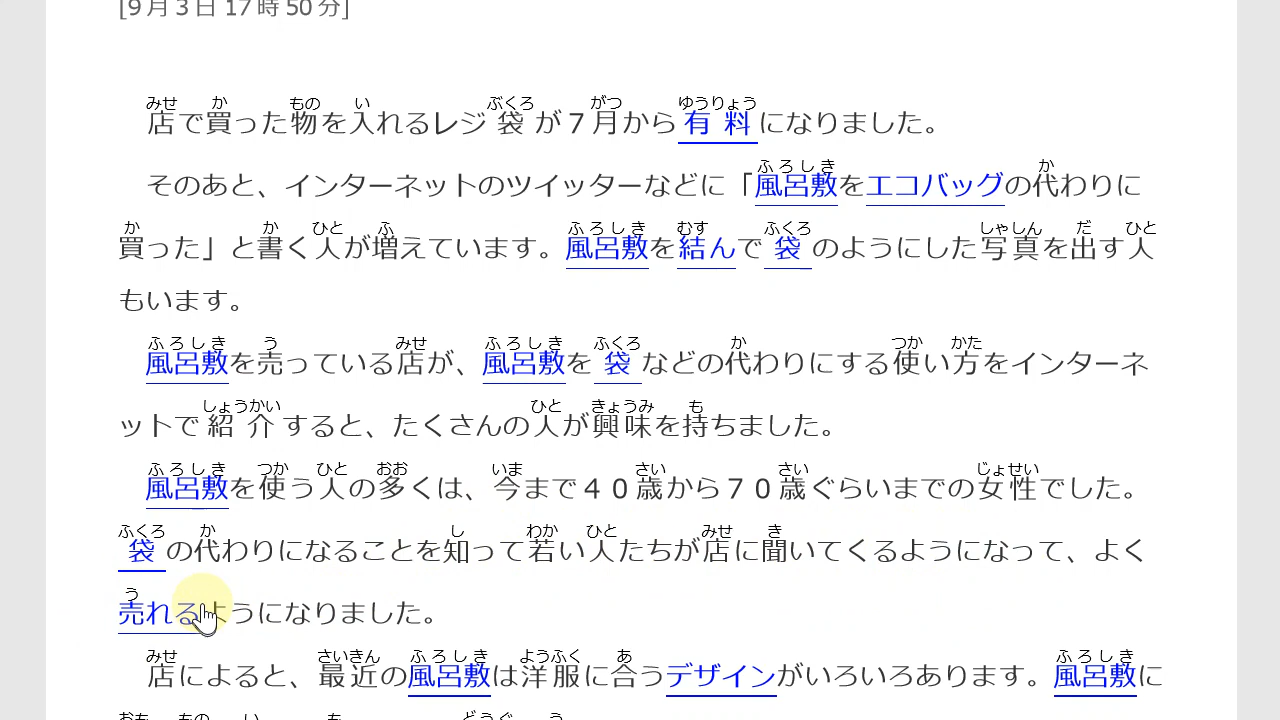 [9月3日 17時50分]
店で買った物を入れるレジ袋が7月から有料になりました。
そのあと、インターネットのツイッターなどに「風呂敷をエコバッグの代わりに
買った」と書く人が増えています。風呂敷を結んで袋のようにした写真を出す人
もいます。
風呂敷を売っている店が、風呂敷を袋などの代わりにする使い方をインターネ
ットで紹介すると、たくさんの人が興味を持ちました。
風呂敷を使う人の多くは、今まで40歳から70歳ぐらいまでの女性でした。
袋の代わりになることを知って若い人たちが店に聞いてくるようになって、よく
売れるようになりました。
店によると、最近の風呂敷は洋服に合うデザインがいろいろあります。風呂敷に